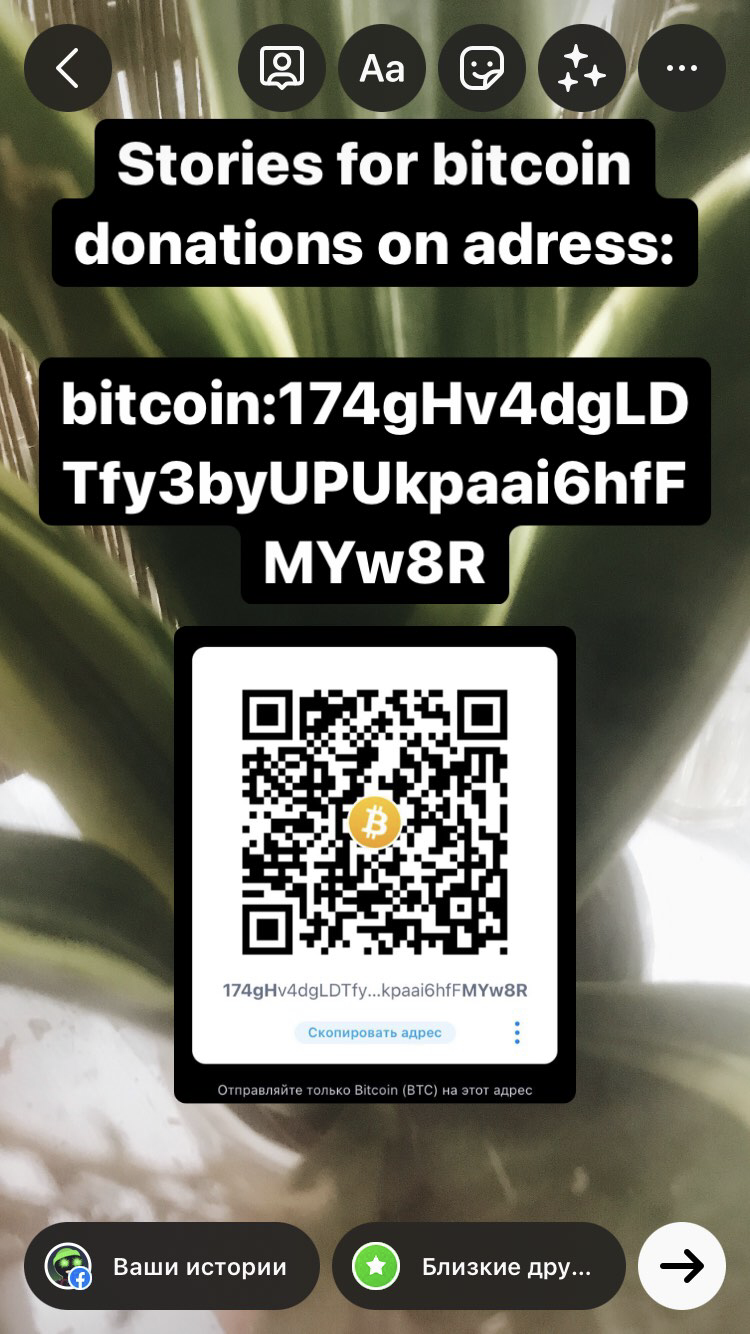 Aa
Stories for bitcoin
donations on adress:
bitcoin:174gHv4dgLD
Tfy3byUPUkpaai6hfF
MYw8R
174gHv4dgLDTfy...kpaai6hfFMYw8R
Скопировать адрес
Отправляйте только Bitcoin (BTC) на этот адрес
Ваши истории
Близкие дру...